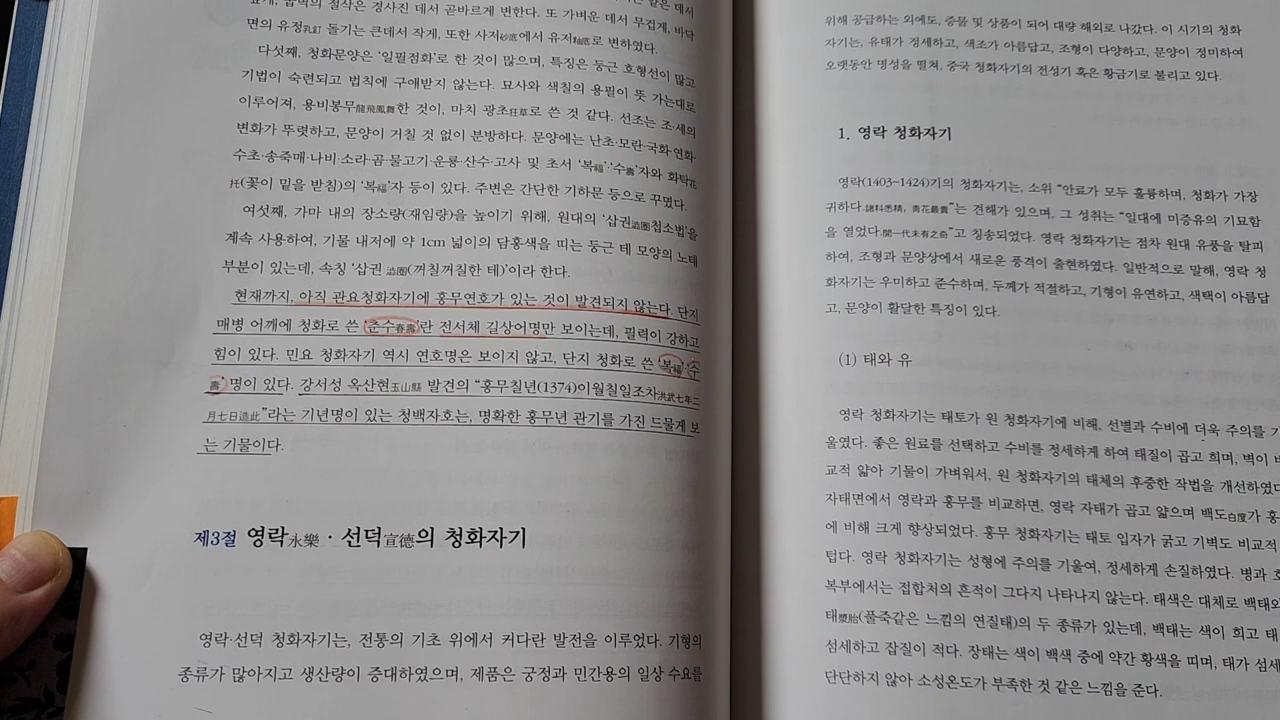 면의 유정乳釘 돌기는 큰데서 작게, 또한 사저砂底에서 유저釉底로 변하였다.
다섯째, 청화문양은 ‘일필점화’로 한 것이 많으며, 특징은 둥근 호형선이 많고
기법이 숙련되고 법칙에 구애받지 않는다. 묘사와 색칠의 용필이 뜻 가는대로
이루어져, 용비봉무龍飛鳳舞한 것이, 마치 광초狂草로 쓴 것 같다. 선조는 조·세의
변화가 뚜렷하고, 문양이 거칠 것 없이 분방하다. 문양에는 난초·모란·국화·연화·
수초·송죽매·나비·소라·곰·물고기·운룡·산수·고사 및 초서 ‘복福’·‘수壽’자와 화탁花
托(꽃이 밑을 받침)의 ‘복福’자 등이 있다. 주변은 간단한 기하문 등으로 꾸몄다.
여섯째, 가마 내의 장소량(재임량)을 높이기 위해, 원대의 ‘삽권澁圈첩소법’을
계속 사용하여, 기물 내저에 약 1cm 넓이의 담홍색을 띠는 둥근 테 모양의 노태
부분이 있는데, 속칭 ‘삽권 澁圈(꺼칠꺼칠한 테)’이라 한다.
현재까지, 아직 관요청화자기에 홍무연호가 있는 것이 발견되지 않는다. 단지
매병 어깨에 청화로 쓴 ‘준수春壽’란 전서체 길상어명만 보이는데, 필력이 강하고
힘이 있다. 민요 청화자기 역시 연호명은 보이지 않고, 단지 청화로 쓴 ‘복福’·‘수
壽’명이 있다. 강서성 옥산현玉山縣 발견의 “홍무칠년(1374)이월칠일조차洪武七年二
月七日造此”라는 기년명이 있는 청백자호는, 명확한 홍무년 관기를 가진 드물게 보
는 기물이다.
제3절 영락永樂 · 선덕宣德의 청화자기
영락·선덕 청화자기는, 전통의 기초 위에서 커다란 발전을 이루었다. 기형의
종류가 많아지고 생산량이 증대하였으며, 제품은 궁정과 민간용의 일상 수요를
위해 공급하는 외에도, 증물 및 상품이 되어 대량 해외로 나갔다. 이 시기의 청화
자기는, 유태가 정세하고, 색조가 아름답고, 조형이 다양하고, 문양이 정미하여
오랫동안 명성을 떨쳐, 중국 청화자기의 전성기 혹은 황금기로 불리고 있다.
1. 영락 청화자기
영락(1403~1424)기의 청화자기는, 소위 “안료가 모두 훌륭하며, 청화가 가장
귀하다.諸料悉精, 靑花最貴”는 견해가 있으며, 그 성취는 “일대에 미증유의 기묘함
을 열었다.開一代未有之奇”고 칭송되었다. 영락 청화자기는 점차 원대 유풍을 탈피
하여, 조형과 문양상에서 새로운 풍격이 출현하였다. 일반적으로 말해, 영락 청
화자기는 우미하고 준수하며, 두께가 적절하고, 기형이 유연하고, 색택이 아름답
고, 문양이 활달한 특징이 있다.
(1) 태와 유
영락 청화자기는 태토가 원 청화자기에 비해, 선별과 수비에 더욱 주의를 기
울였다. 좋은 원료를 선택하고 수비를 정세하게 하여 태질이 곱고 희며, 벽이 비
교적 얇아 기물이 가벼워서, 원 청화자기의 태체의 후중한 작법을 개선하였다
자태면에서 영락과 홍무를 비교하면, 영락 자태가 곱고 얇으며 백도白度가 홍
에 비해 크게 향상되었다. 홍무 청화자기는 태토 입자가 굵고 기벽도 비교적
텁다. 영락 청화자기는 성형에 주의를 기울여, 정세하게 손질하였다. 병과 호
복부에서는 접합처의 흔적이 그다지 나타나지 않는다. 태색은 대체로 백태와
태漿胎(풀죽같은 느낌의 연질태)의 두 종류가 있는데, 백태는 색이 희고 태
섬세하고 잡질이 적다. 장태는 색이 백색 중에 약간 황색을 띠며, 태가 섬세
단단하지 않아 소성온도가 부족한 것 같은 느낌을 준다.